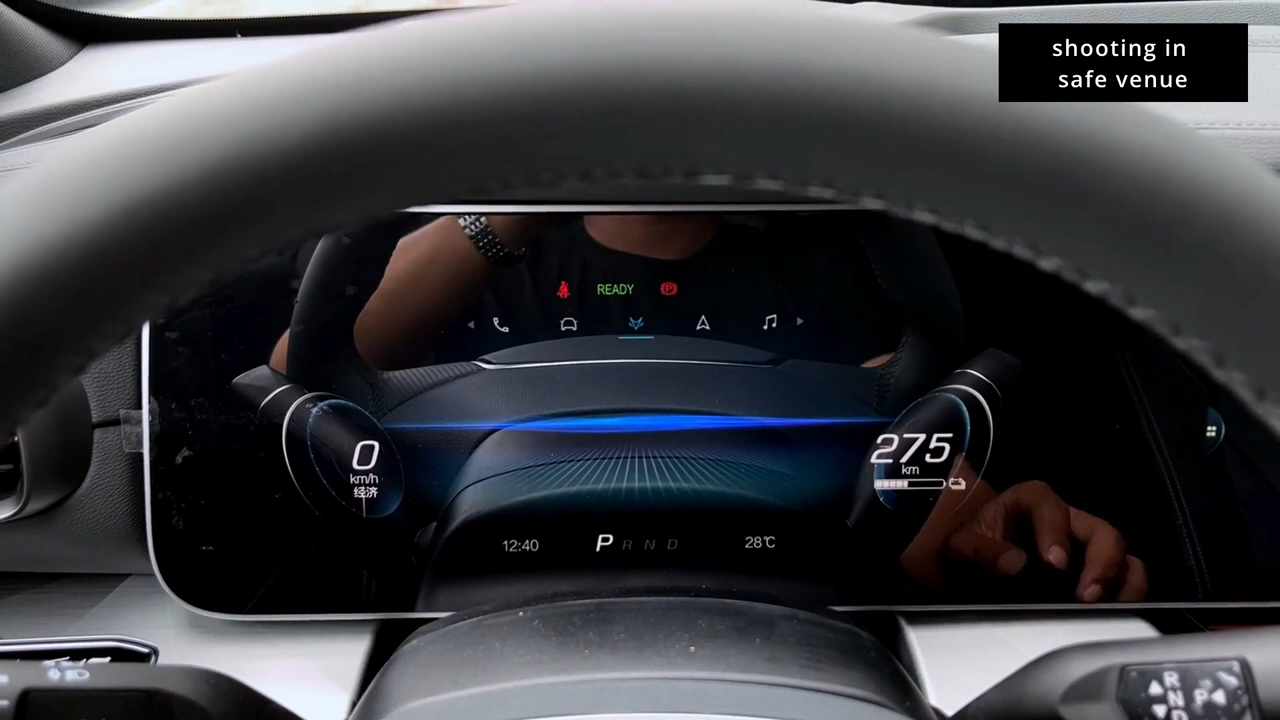 shooting in
safe venue
READY
P
0
km/h
经济
275
km
12:40
P R N D
28℃
R
N P
D